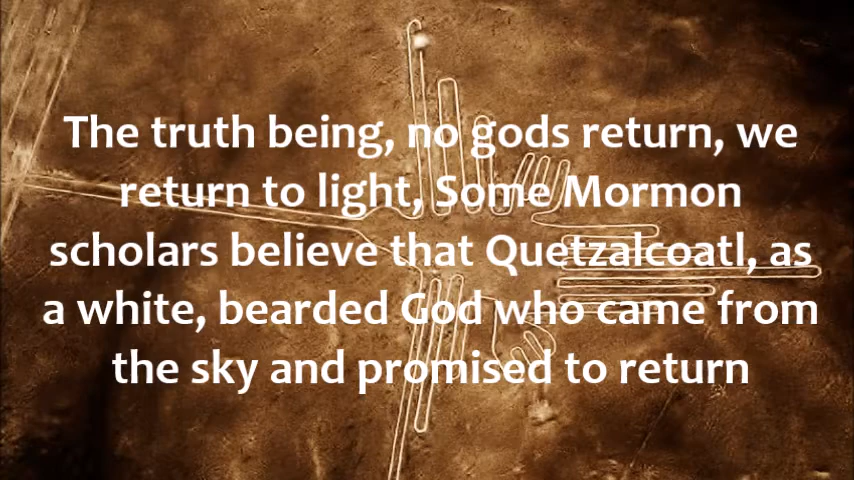 The truth being, no gods return, we
return to light, Some Mormon
scholars believe that Quetzalcoatl, as
a white, bearded God who came from
the sky and promised to return